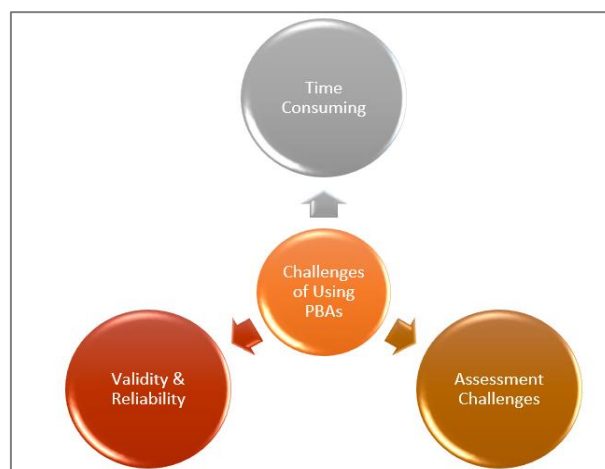 Time
Consuming
Challenges
of Using
PBAs
Validity &
Reliability
Assessment
Challenges